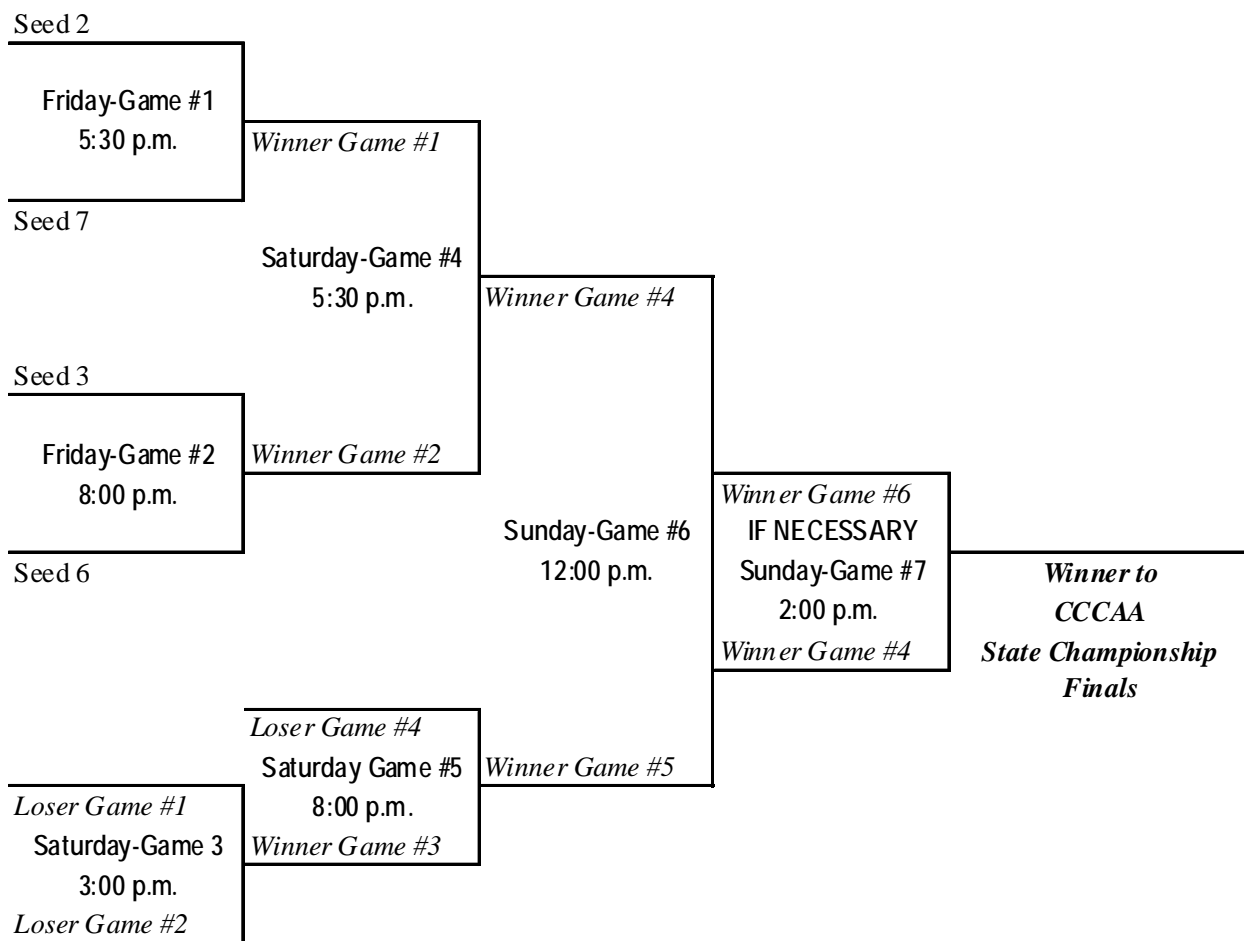 Seed 2
Friday-Game #1
5:30 p.m.
Winner Game #1
Seed 7
Saturday-Game #4
5:30 p.m.
Winner Game #4
Seed 3
Friday-Game #2
8:00 p.m.
Winner Game #2
Seed 6
Sunday-Game #6
12:00 p.m.
Winner Game #6
IF NECESSARY
Sunday-Game #7
2:00 p.m.
Winner Game #4
Winner to
CCCAA
State Championship
Finals
Loser Game #4
Saturday Game #5
8:00 p.m.
Winner Game #3
Winner Game #5
Loser Game #1
Saturday-Game 3
3:00 p.m.
Loser Game #2